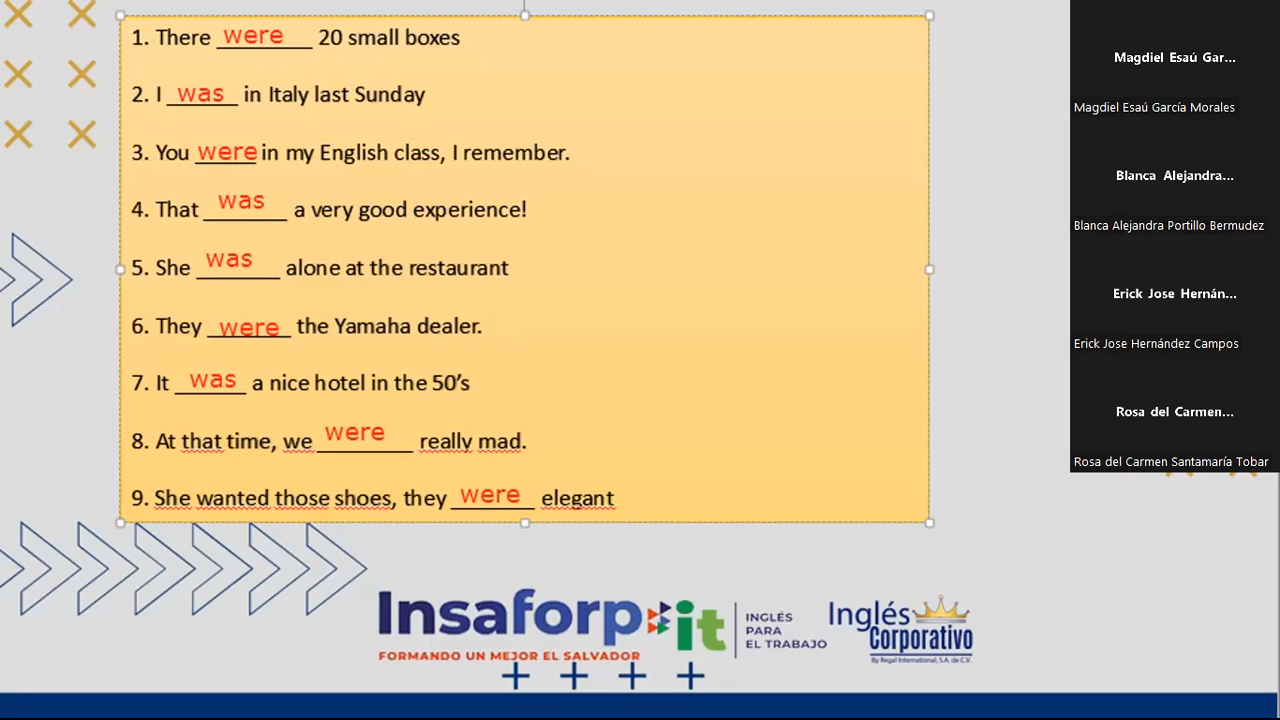 1. There were 20 small boxes
2. I was in Italy last Sunday
3. You were in my English class, I remember.
4. That was a very good experience!
5. She was alone at the restaurant
6. They were the Yamaha dealer.
7. It was a nice hotel in the 50’s
8. At that time, we were really mad.
9. She wanted those shoes, they were elegant
Insaforp
FORMANDO UN MEJOR EL SALVADOR
it
INGLÉS
PARA
EL TRABAJO
Inglés
Corporativo
By Regal International, S.A. de C.V.
Magdiel Esaú Gar...
Magdiel Esaú García Morales
Blanca Alejandra...
Blanca Alejandra Portillo Bermudez
Erick Jose Hernán...
Erick Jose Hernández Campos
Rosa del Carmen...
Rosa del Carmen Santamaría Tobar